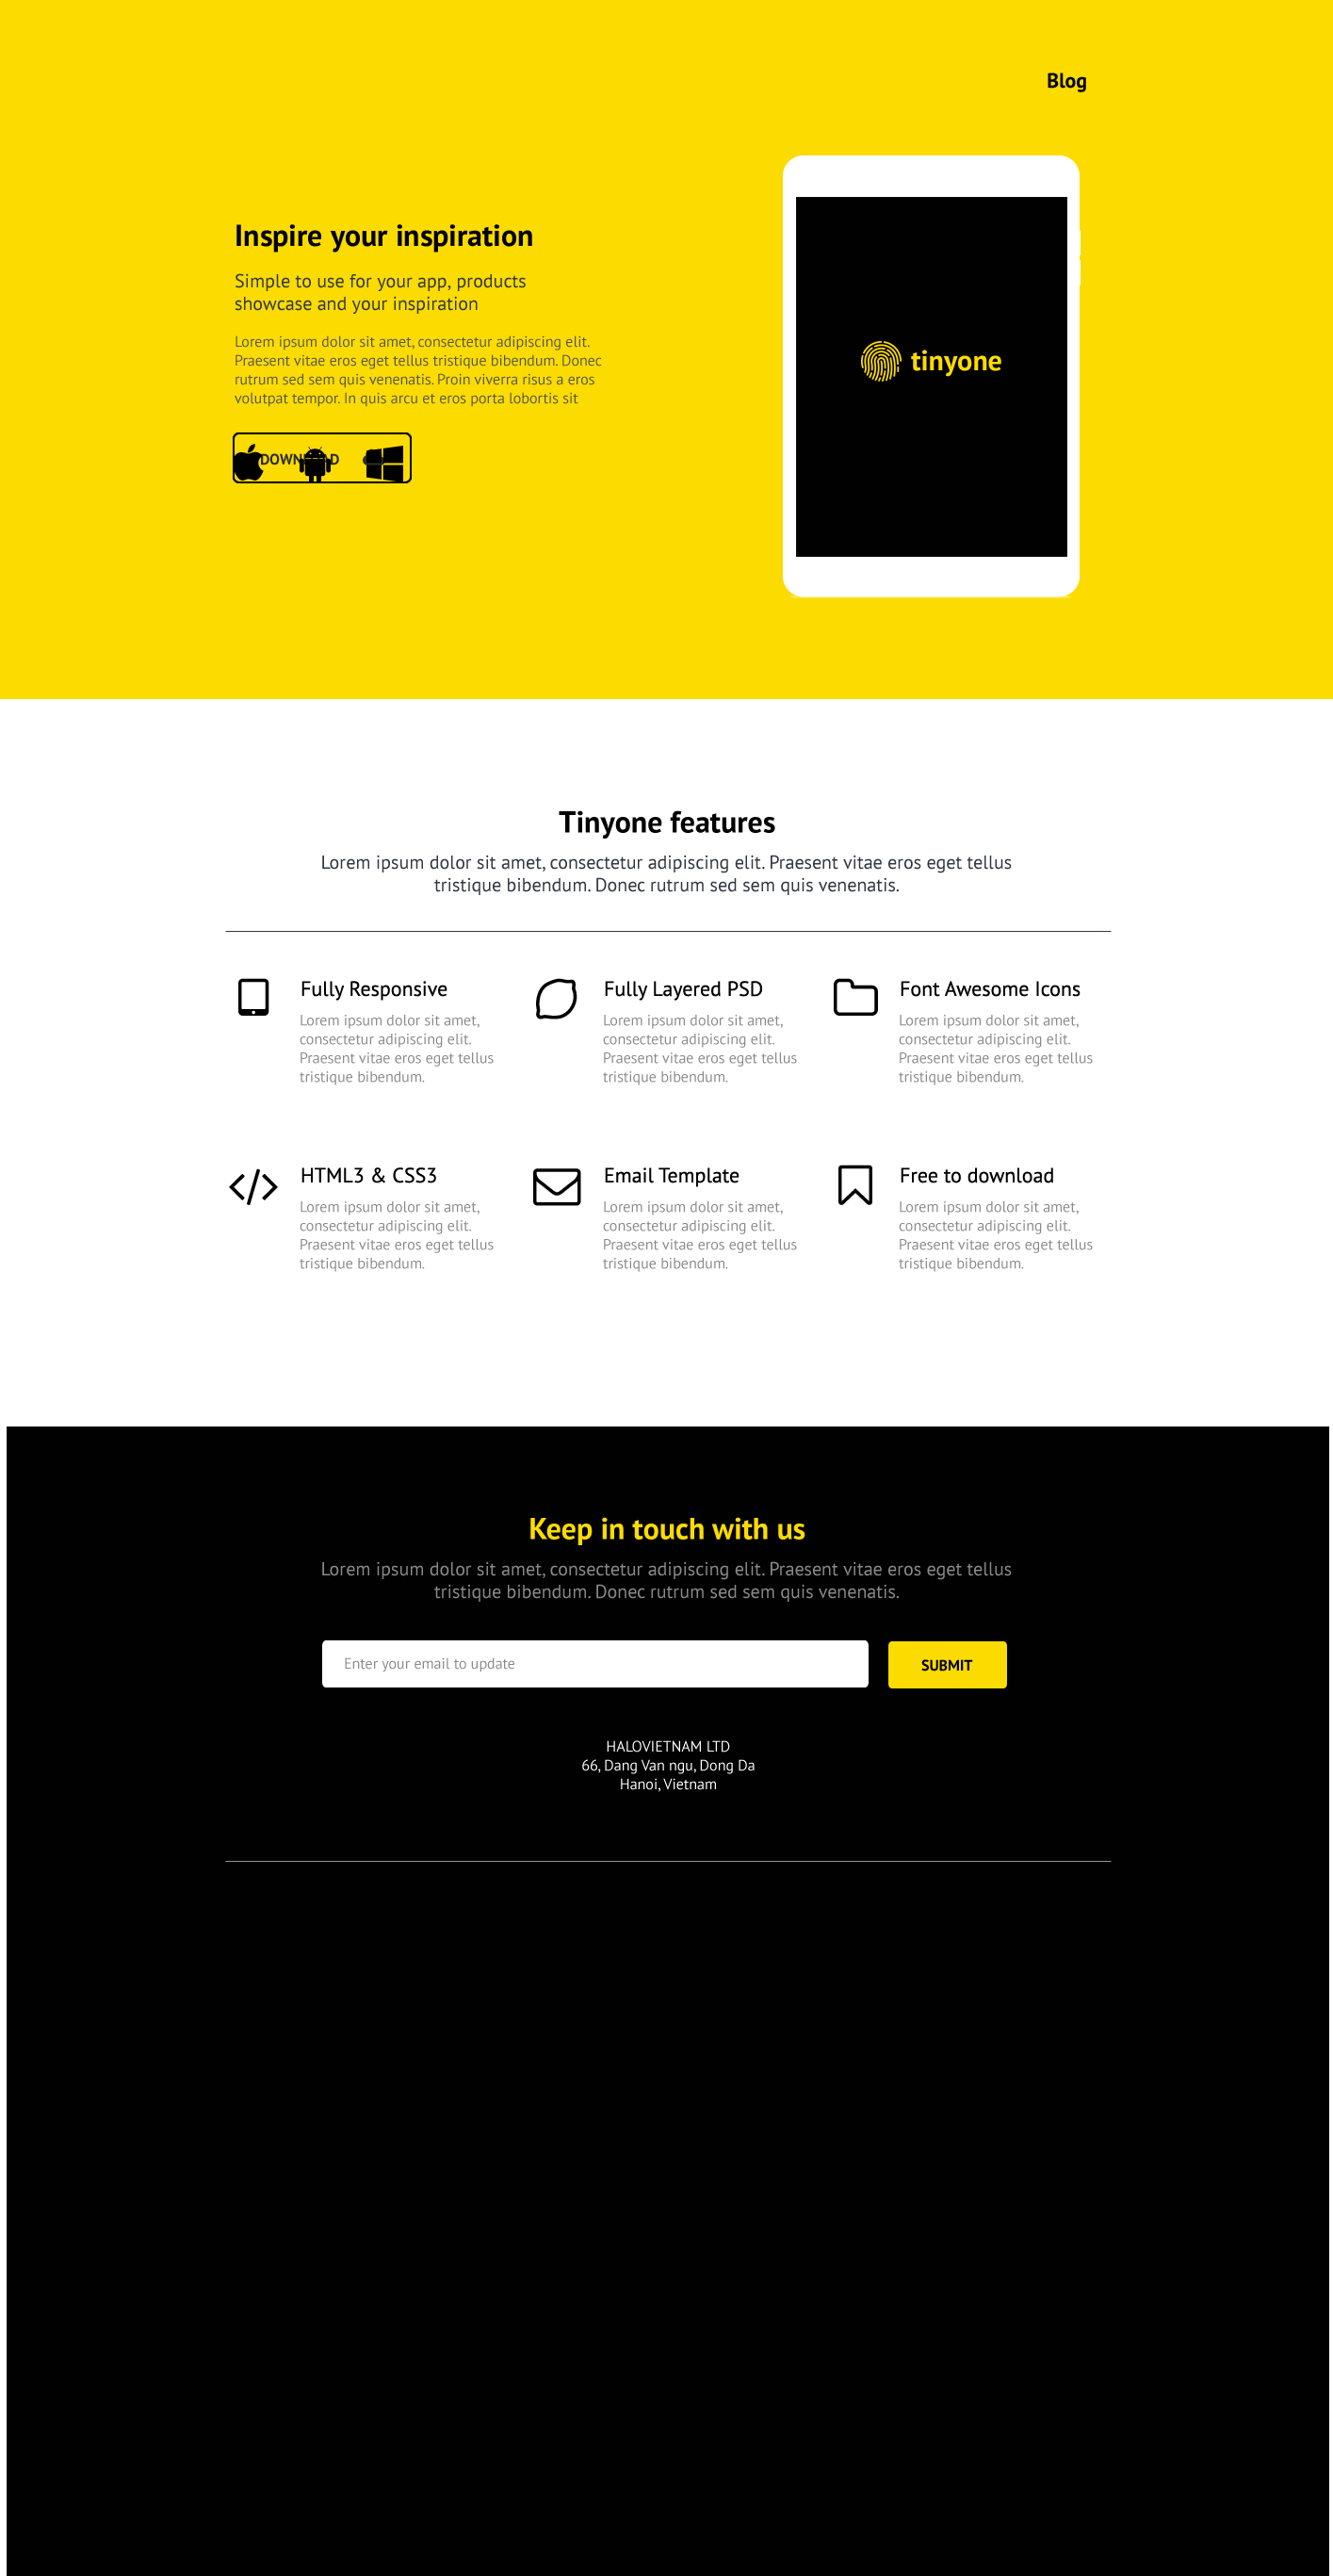 Blog
Inspire your inspiration
Simple to use for your app, products
showcase and your inspiration
Lorem ipsum dolor sit amet, consectetur adipiscing elit.
Praesent vitae eros eget tellus tristique bibendum. Donec
rutrum sed sem quis venenatis. Proin viverra risus a eros
volutpat tempor. In quis arcu et eros porta lobortis sit
tinyone
Tinyone features
Lorem ipsum dolor sit amet, consectetur adipiscing elit. Praesent vitae eros eget tellus
tristique bibendum. Donec rutrum sed sem quis venenatis.
Fully Responsive
Lorem ipsum dolor sit amet,
consectetur adipiscing elit.
Praesent vitae eros eget tellus
tristique bibendum.
Fully Layered PSD
Lorem ipsum dolor sit amet,
consectetur adipiscing elit.
Praesent vitae eros eget tellus
tristique bibendum.
Font Awesome Icons
Lorem ipsum dolor sit amet,
consectetur adipiscing elit.
Praesent vitae eros eget tellus
tristique bibendum.
HTML3 & CSS3
Lorem ipsum dolor sit amet,
consectetur adipiscing elit.
Praesent vitae eros eget tellus
tristique bibendum.
Email Template
Lorem ipsum dolor sit amet,
consectetur adipiscing elit.
Praesent vitae eros eget tellus
tristique bibendum.
Free to download
Lorem ipsum dolor sit amet,
consectetur adipiscing elit.
Praesent vitae eros eget tellus
tristique bibendum.
Keep in touch with us
Lorem ipsum dolor sit amet, consectetur adipiscing elit. Praesent vitae eros eget tellus
tristique bibendum. Donec rutrum sed sem quis venenatis.
Enter your email to update
SUBMIT
HALOVIETNAM LTD
66, Dang Van ngu, Dong Da
Hanoi, Vietnam